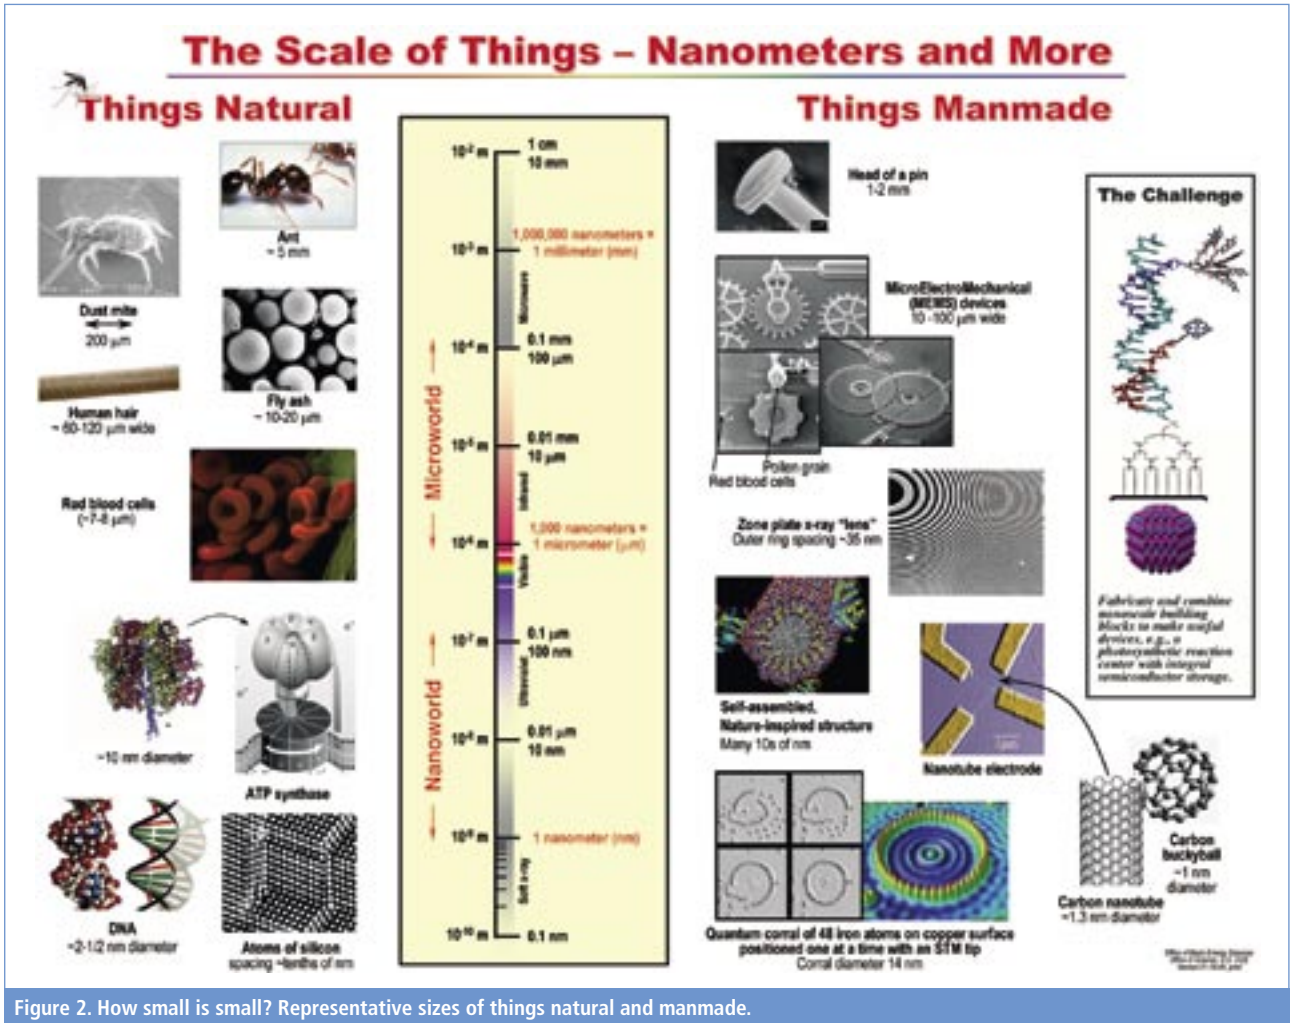 The Scale of Things – Nanometers and More
Things Natural
Things Manmade
Ant
~ 5 mm
Dust mite
200 µm
Fly ash
~ 10-20 µm
Human hair
~ 60-120 µm wide
Red blood cells
(~7-8 µm)
~10 nm diameter
ATP synthase
DNA
~2-1/2 nm diameter
Atoms of silicon
spacing ~tenths of nm
10⁻² m
1 cm
10 mm
1,000,000 nanometers =
10⁻³ m
1 millimeter (mm)
Microwave
0.1 mm
10⁻⁴ m
100 µm
Microworld
0.01 mm
10⁻⁵ m
10 µm
Infrared
1,000 nanometers =
10⁻⁶ m
1 micrometer (µm)
Visible
0.1 µm
10⁻⁷ m
100 nm
Ultraviolet
Nanoworld
0.01 µm
10⁻⁸ m
10 nm
10⁻⁹ m
1 nanometer (nm)
Soft x-ray
10⁻¹⁰ m
0.1 nm
Head of a pin
1-2 mm
MicroElectroMechanical
(MEMS) devices
10 -100 µm wide
Pollen grain
Red blood cells
Zone plate x-ray "lens"
Outer ring spacing ~35 nm
Self-assembled,
Nature-inspired structure
Many 10s of nm
Nanotube electrode
Quantum corral of 48 iron atoms on copper surface
positioned one at a time with an STM tip
Corral diameter 14 nm
Carbon nanotube
~1.3 nm diameter
Carbon
buckyball
~1 nm
diameter
The Challenge
Fabricate and combine
nanoscale building
blocks to make useful
devices, e.g., a
photosynthetic reaction
center with integral
semiconductor storage.
Figure 2. How small is small? Representative sizes of things natural and manmade.